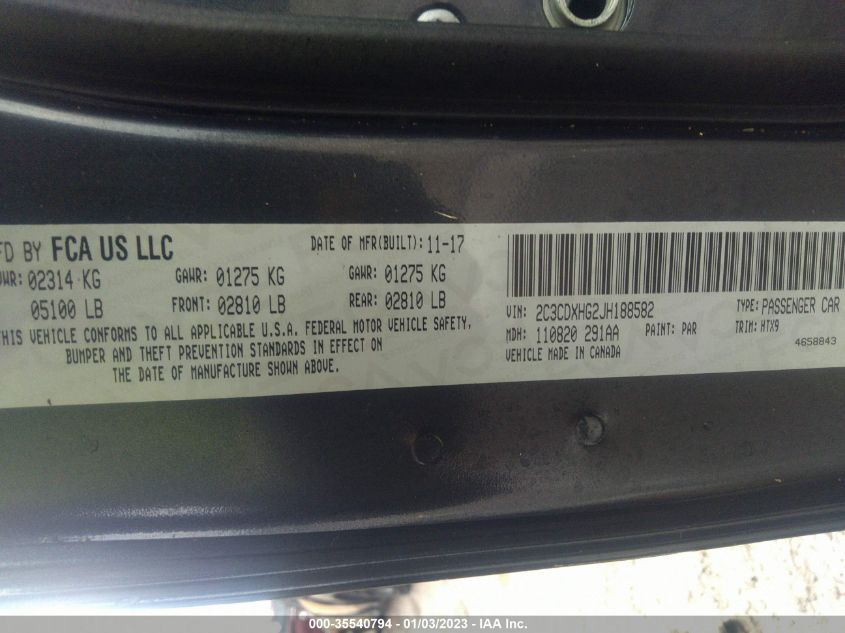 FD BY FCA US LLC DATE OF MFR(BUILT): 11-17
WR: 02314 KG GAWR: 01275 KG GAWR: 01275 KG
05100 LB FRONT: 02810 LB REAR: 02810 LB
THIS VEHICLE CONFORMS TO ALL APPLICABLE U.S.A. FEDERAL MOTOR VEHICLE SAFETY,
BUMPER AND THEFT PREVENTION STANDARDS IN EFFECT ON
THE DATE OF MANUFACTURE SHOWN ABOVE.
VIN: 2C3CDXHG2JH188582 TYPE: PASSENGER CAR
MDH: 110820 291AA PAINT: PAR TRIM: HTX9
VEHICLE MADE IN CANADA 4658843
000-35540794 - 01/03/2023 - IAA Inc.